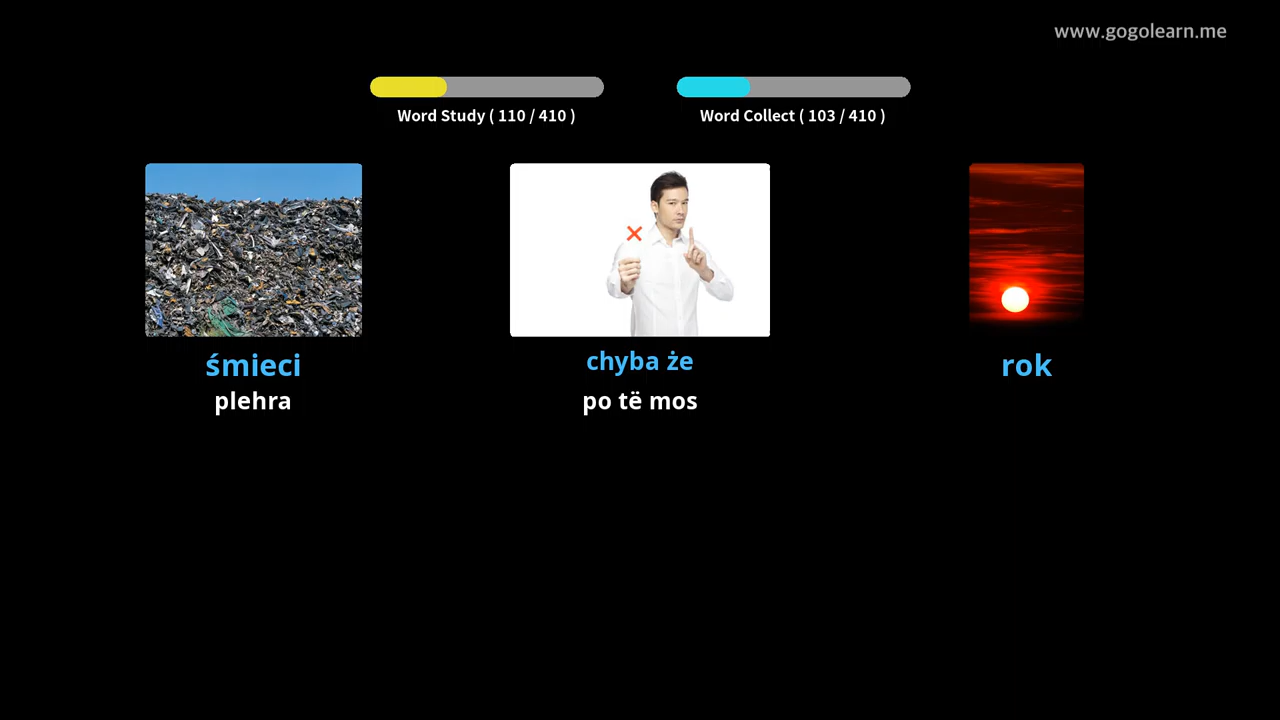 www.gogolearn.me
Word Study ( 110 / 410 )
Word Collect ( 103 / 410 )
śmieci
plehra
chyba że
po të mos
rok